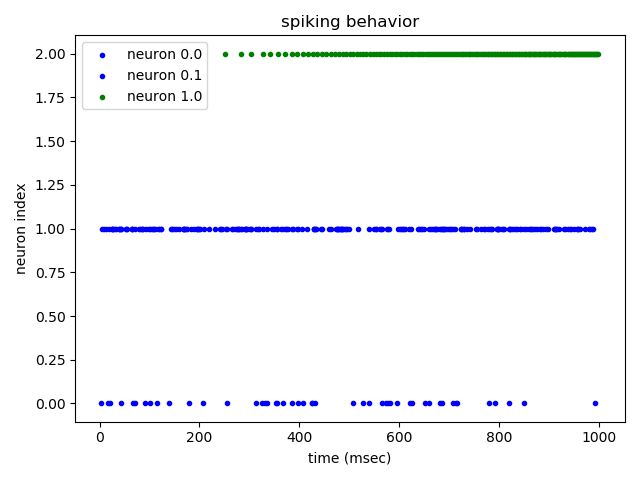 spiking behavior
neuron 0.0
neuron 0.1
neuron 1.0
2.00
1.75
1.50
1.25
1.00
0.75
0.50
0.25
0.00
neuron index
0 200 400 600 800 1000
time (msec)